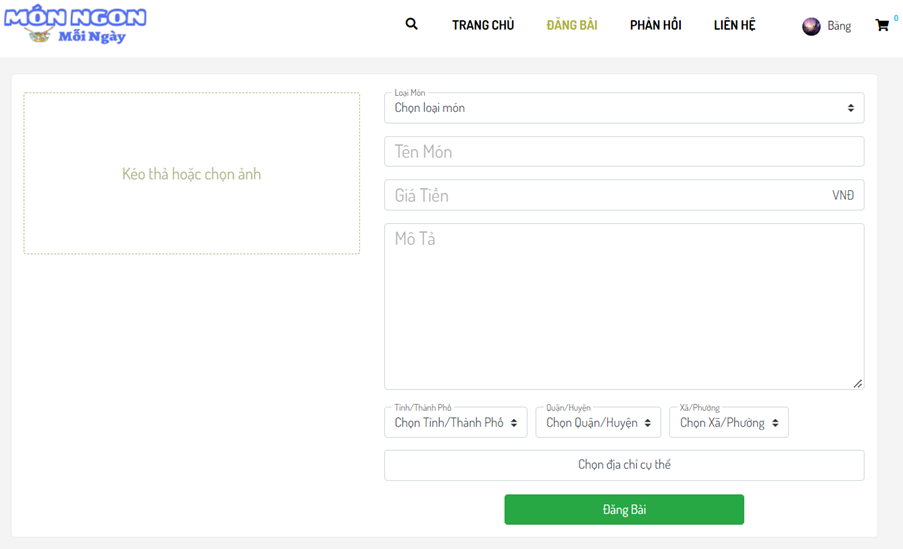 MÓN NGON
Mỗi Ngày
TRANG CHỦ
ĐĂNG BÀI
PHẢN HỒI
LIÊN HỆ
Băng
0
Kéo thả hoặc chọn ảnh
Loại Món
Chọn loại món
Tên Món
Giá Tiền
VNĐ
Mô Tả
Tỉnh/Thành Phố
Quận/Huyện
Xã/Phường
Chọn Tỉnh/Thành Phố
Chọn Quận/Huyện
Chọn Xã/Phường
Chọn địa chỉ cụ thể
Đăng Bài